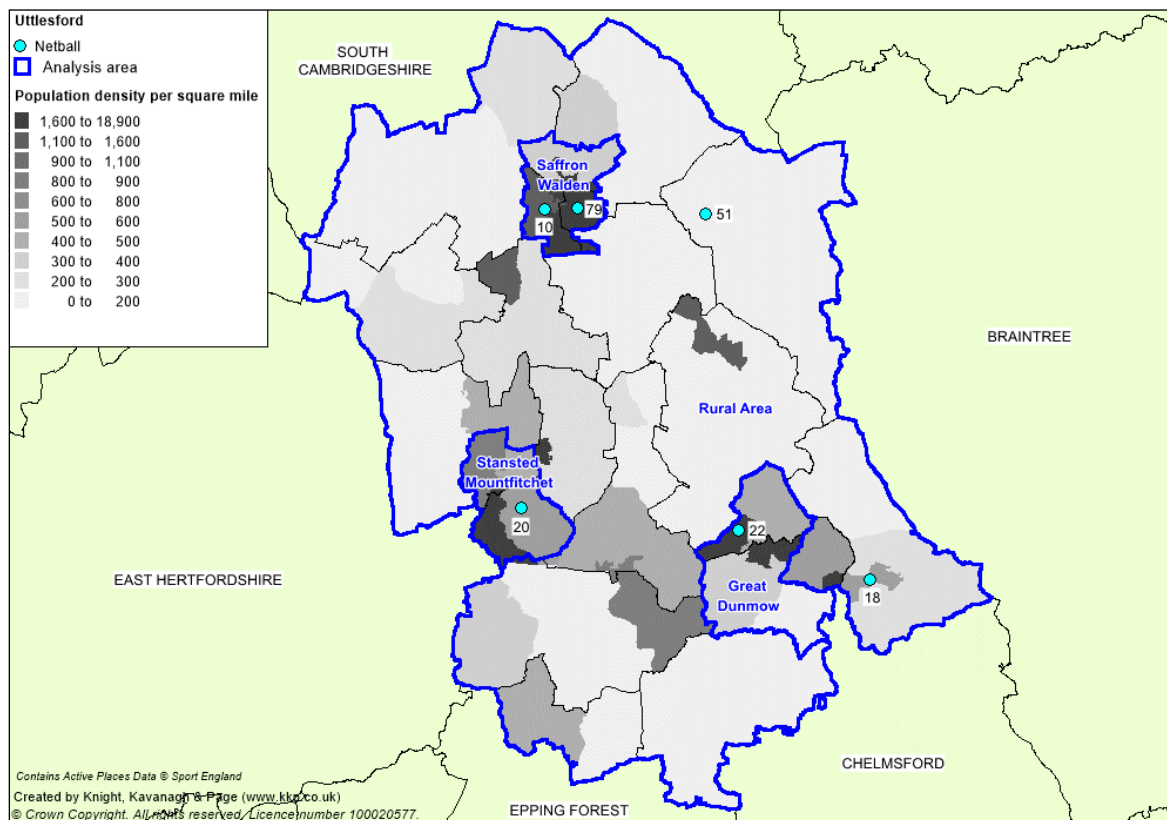 Uttlesford
Netball
Analysis area
Population density per square mile
1,600 to 18,900
1,100 to 1,600
900 to 1,100
800 to 900
600 to 800
500 to 600
400 to 500
300 to 400
200 to 300
0 to 200
SOUTH
CAMBRIDGESHIRE
Saffron
Walden
10
79
51
BRAINTREE
Rural Area
Stansted
Mountfitchet
20
22
EAST HERTFORDSHIRE
Great
Dunmow
18
CHELMSFORD
EPPING FOREST
Contains Active Places Data © Sport England
Created by Knight, Kavanagh & Page (www.kkp.co.uk)
© Crown Copyright. All rights reserved. Licence number 100020577.